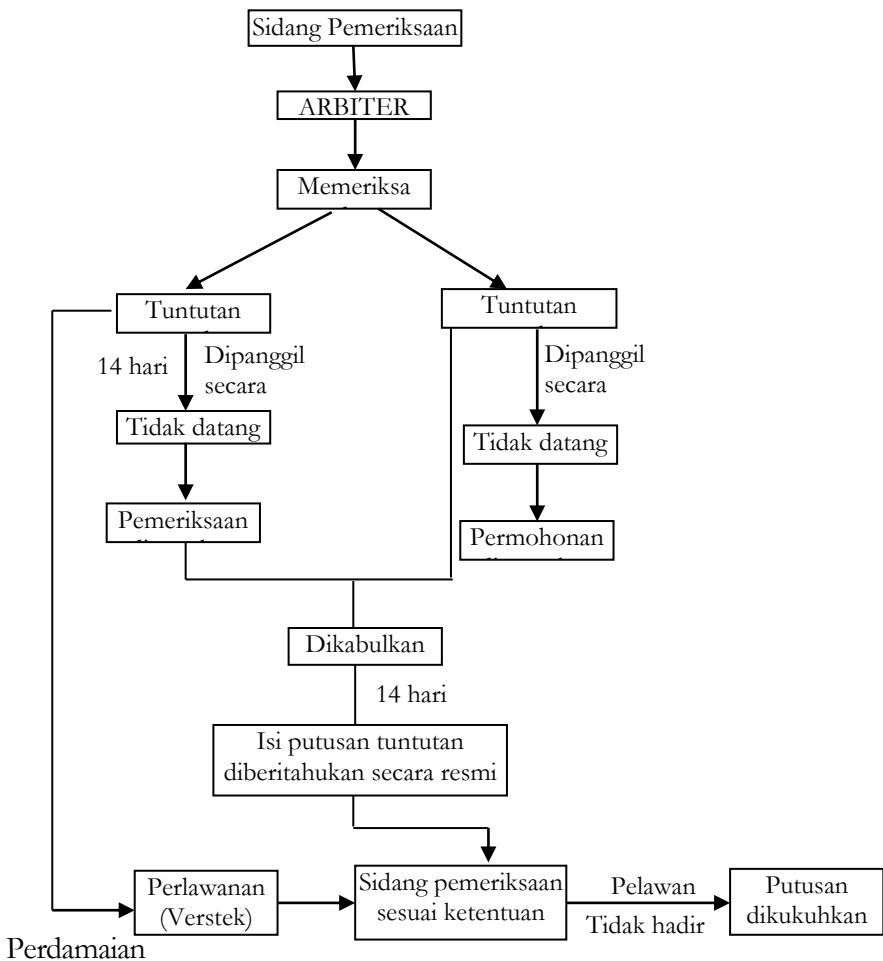 Sidang Pemeriksaan
ARBITER
Memeriksa
Tuntutan
Tuntutan
14 hari
Dipanggil
secara
Dipanggil
secara
Tidak datang
Tidak datang
Pemeriksaan
Permohonan
Dikabulkan
14 hari
Isi putusan tuntutan
diberitahukan secara resmi
Perlawanan
(Verstek)
Sidang pemeriksaan
sesuai ketentuan
Pelawan
Tidak hadir
Putusan
dikukuhkan
Perdamaian